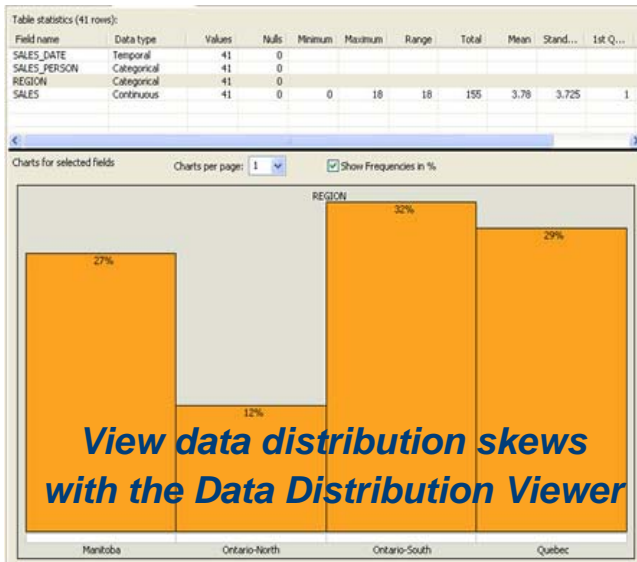 Table statistics (41 rows):
Field name Data type Values Nulls Minimum Maximum Range Total Mean Stand... 1st Q...
SALES_DATE Temporal 41 0
SALES_PERSON Categorical 41 0
REGION Categorical 41 0
SALES Continuous 41 0 0 18 18 155 3.78 3.725 1
Charts for selected fields Charts per page: 1 Show Frequencies in %
REGION
32%
29%
27%
12%
View data distribution skews
with the Data Distribution Viewer
Manitoba Ontario-North Ontario-South Quebec